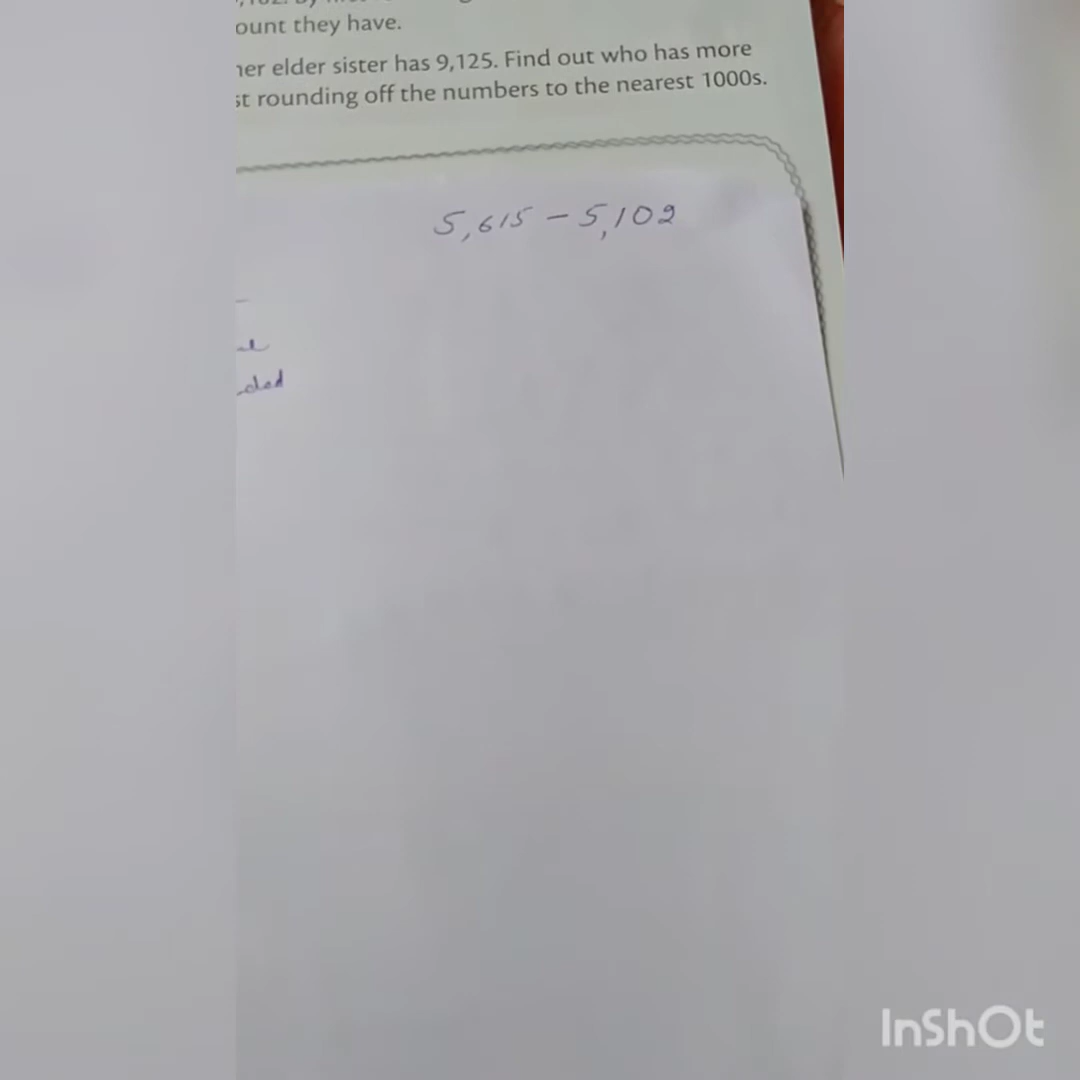 ount they have.
her elder sister has 9,125. Find out who has more
st rounding off the numbers to the nearest 1000s.
5,615 - 5,102
InShOt